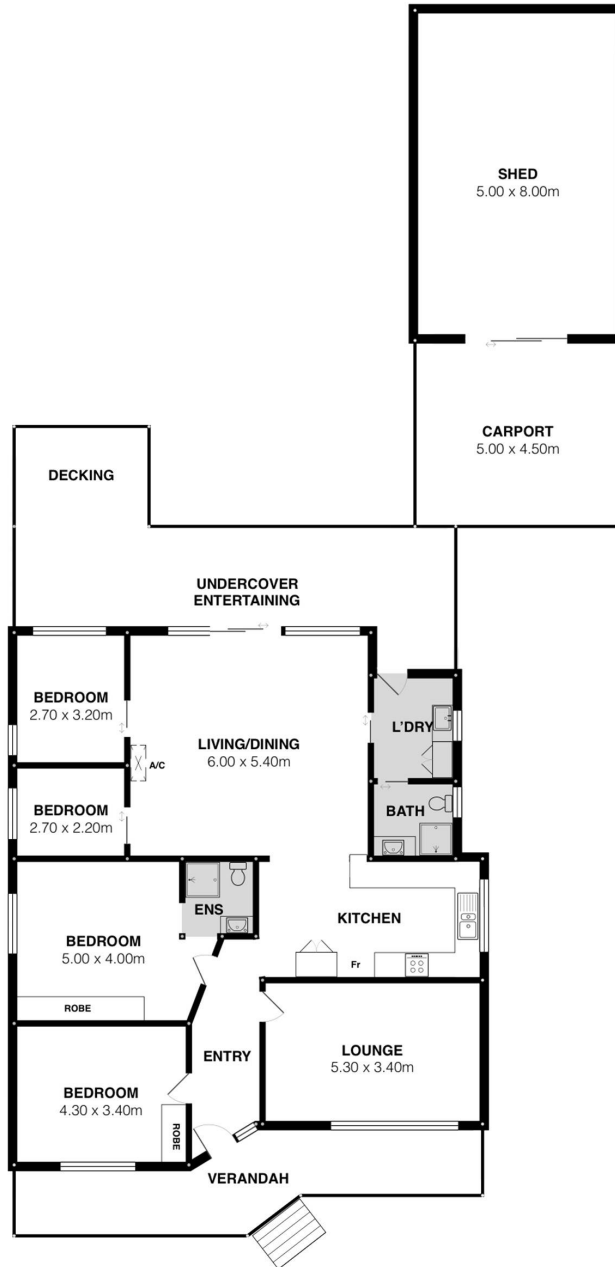 SHED
5.00 x 8.00m
CARPORT
5.00 x 4.50m
DECKING
UNDERCOVER
ENTERTAINING
BEDROOM
2.70 x 3.20m
LIVING/DINING
6.00 x 5.40m
A/C
L'DRY
BEDROOM
2.70 x 2.20m
BATH
ENS
KITCHEN
BEDROOM
5.00 x 4.00m
Fr
ROBE
ENTRY
LOUNGE
5.30 x 3.40m
BEDROOM
4.30 x 3.40m
ROBE
VERANDAH